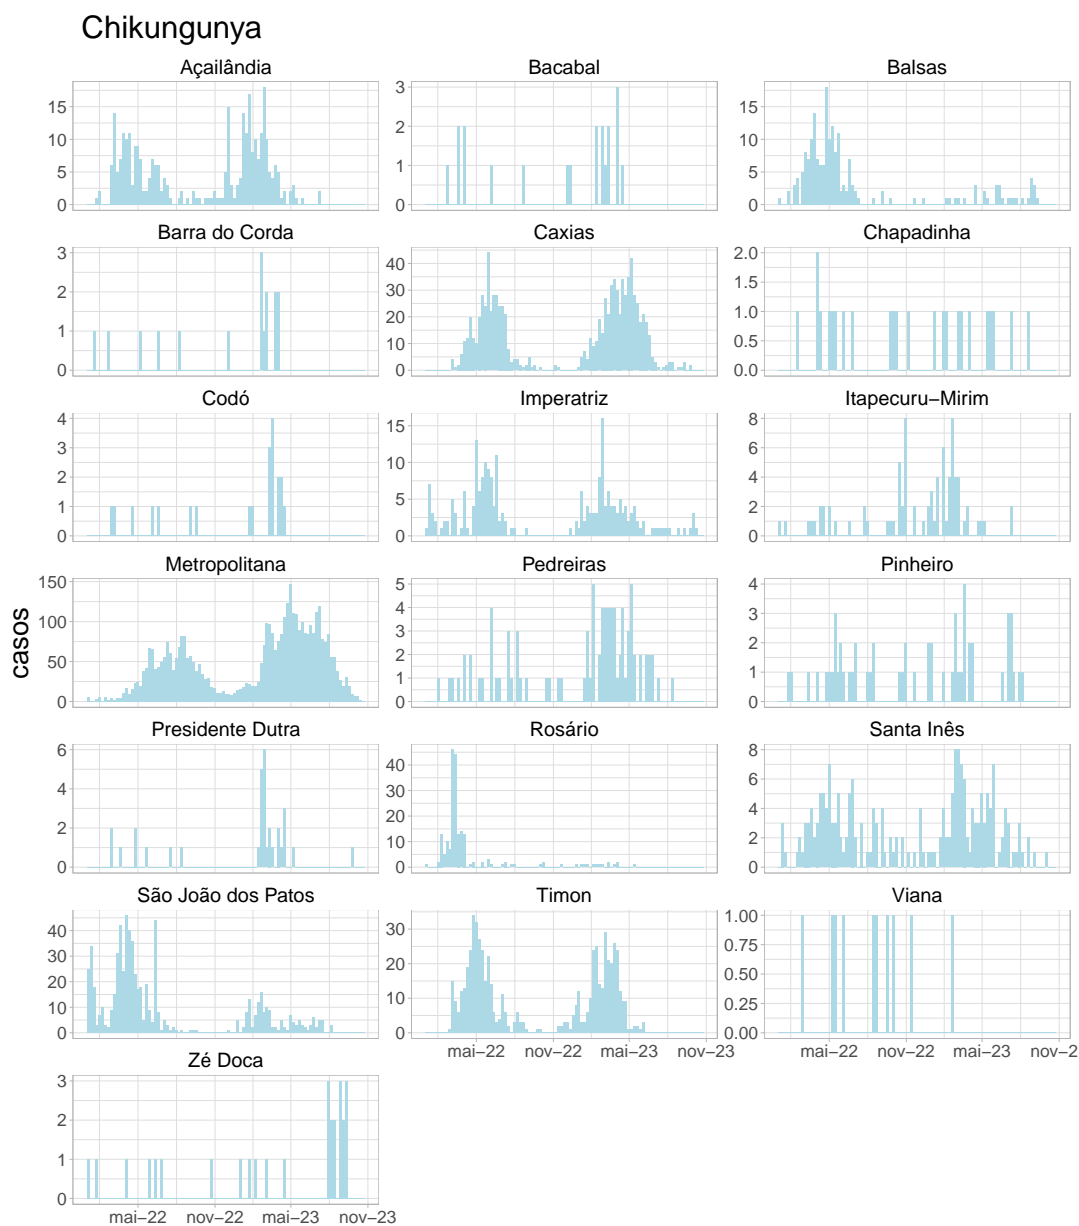 Chikungunya
Açailândia Bacabal Balsas
15 10 5 0
3 2 1 0
15 10 5 0
Barra do Corda Caxias Chapadinha
3 2 1 0
40 30 20 10 0
2.0 1.5 1.0 0.5 0.0
Codó Imperatriz Itapecuru−Mirim
4 3 2 1 0
15 10 5 0
8 6 4 2 0
Metropolitana Pedreiras Pinheiro
150 100 50 0
5 4 3 2 1 0
4 3 2 1 0
casos
Presidente Dutra Rosário Santa Inês
6 4 2 0
40 30 20 10 0
8 6 4 2 0
São João dos Patos Timon Viana
40 30 20 10 0
30 20 10 0
1.00 0.75 0.50 0.25 0.00
mai−22 nov−22 mai−23 nov−23
mai−22 nov−22 mai−23 nov−2
Zé Doca
3 2 1 0
mai−22 nov−22 mai−23 nov−23